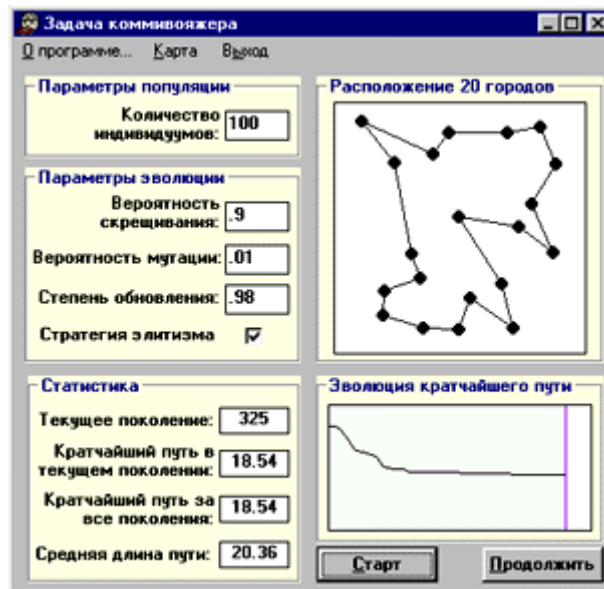 Задача коммивояжера
О программе... Карта Выход
Параметры популяции
Количество
индивидуумов: 100
Параметры эволюции
Вероятность
скрещивания: .9
Вероятность мутации: .01
Степень обновления: .98
Стратегия элитизма
Статистика
Текущее поколение: 325
Кратчайший путь в
текущем поколении: 18.54
Кратчайший путь за
все поколения: 18.54
Средняя длина пути: 20.36
Расположение 20 городов
Эволюция кратчайшего пути
Старт Продолжить